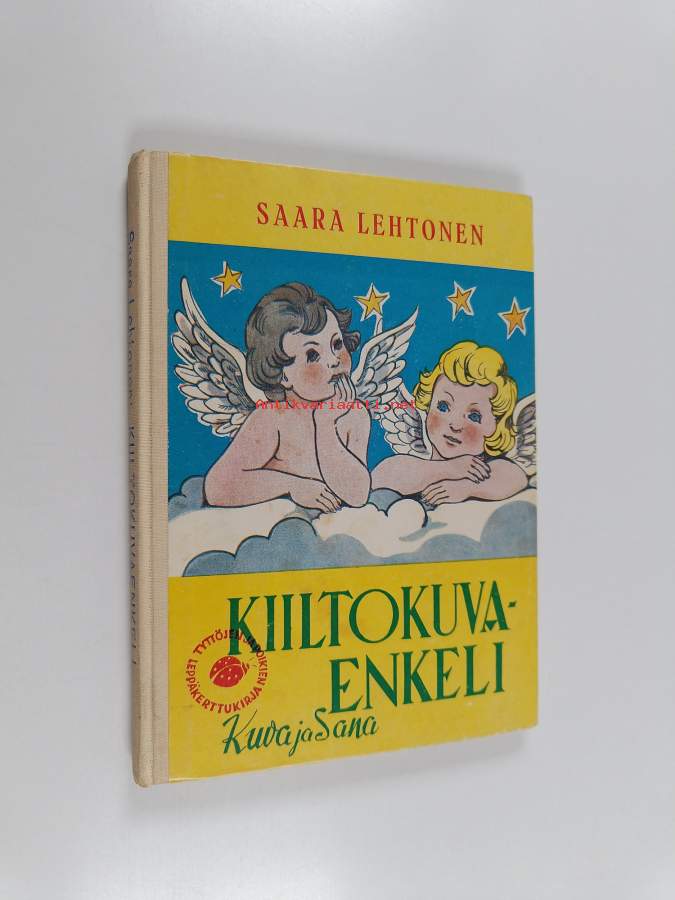 SAARA LEHTONEN
Antikvariaatti.net
KIILTOKUVA-
ENKELI
TYTTÖJEN JA POIKIEN
LEPPÄKERTTUKIRJA
Kuva ja Sana
Saara Lehtonen: KIILTOKUVAENKELI